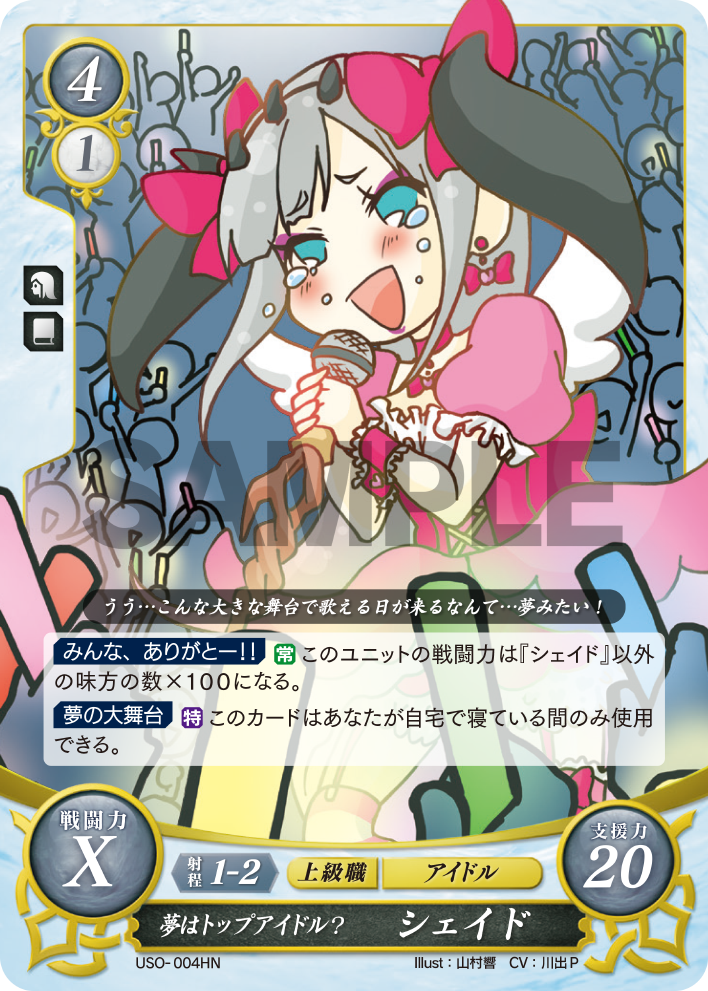 4
1
SAMPLE
うう…こんな大きな舞台で歌える日が来るなんて…夢みたい！
みんな、ありがとー!! 常 このユニットの戦闘力は『シェイド』以外
の味方の数×100になる。
夢の大舞台 特 このカードはあなたが自宅で寝ている間のみ使用
できる。
戦闘力
X
射程 1-2
上級職
アイドル
支援力
20
夢はトップアイドル？ シェイド
USO-004HN
Illust：山村響 CV：川出P